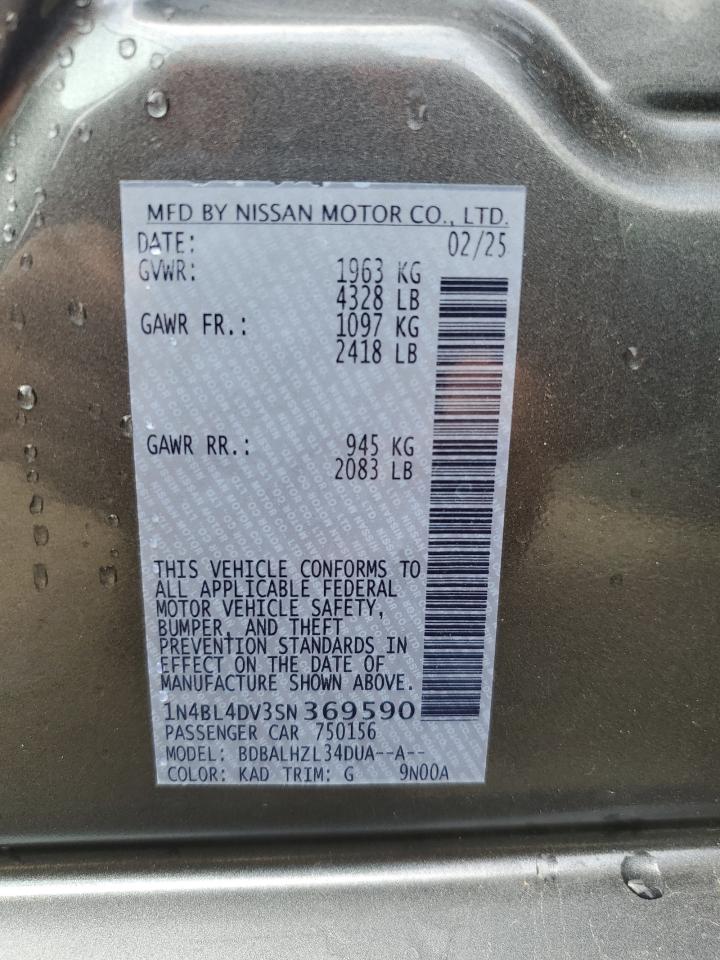 MFD BY NISSAN MOTOR CO., LTD.
DATE: 02/25
GVWR: 1963 KG
4328 LB
GAWR FR.: 1097 KG
2418 LB
GAWR RR.: 945 KG
2083 LB
THIS VEHICLE CONFORMS TO
ALL APPLICABLE FEDERAL
MOTOR VEHICLE SAFETY,
BUMPER, AND THEFT
PREVENTION STANDARDS IN
EFFECT ON THE DATE OF
MANUFACTURE SHOWN ABOVE.
1N4BL4DV3SN369590
PASSENGER CAR 750156
MODEL: BDBALHZL34DUA--A--
COLOR: KAD TRIM: G 9N00A